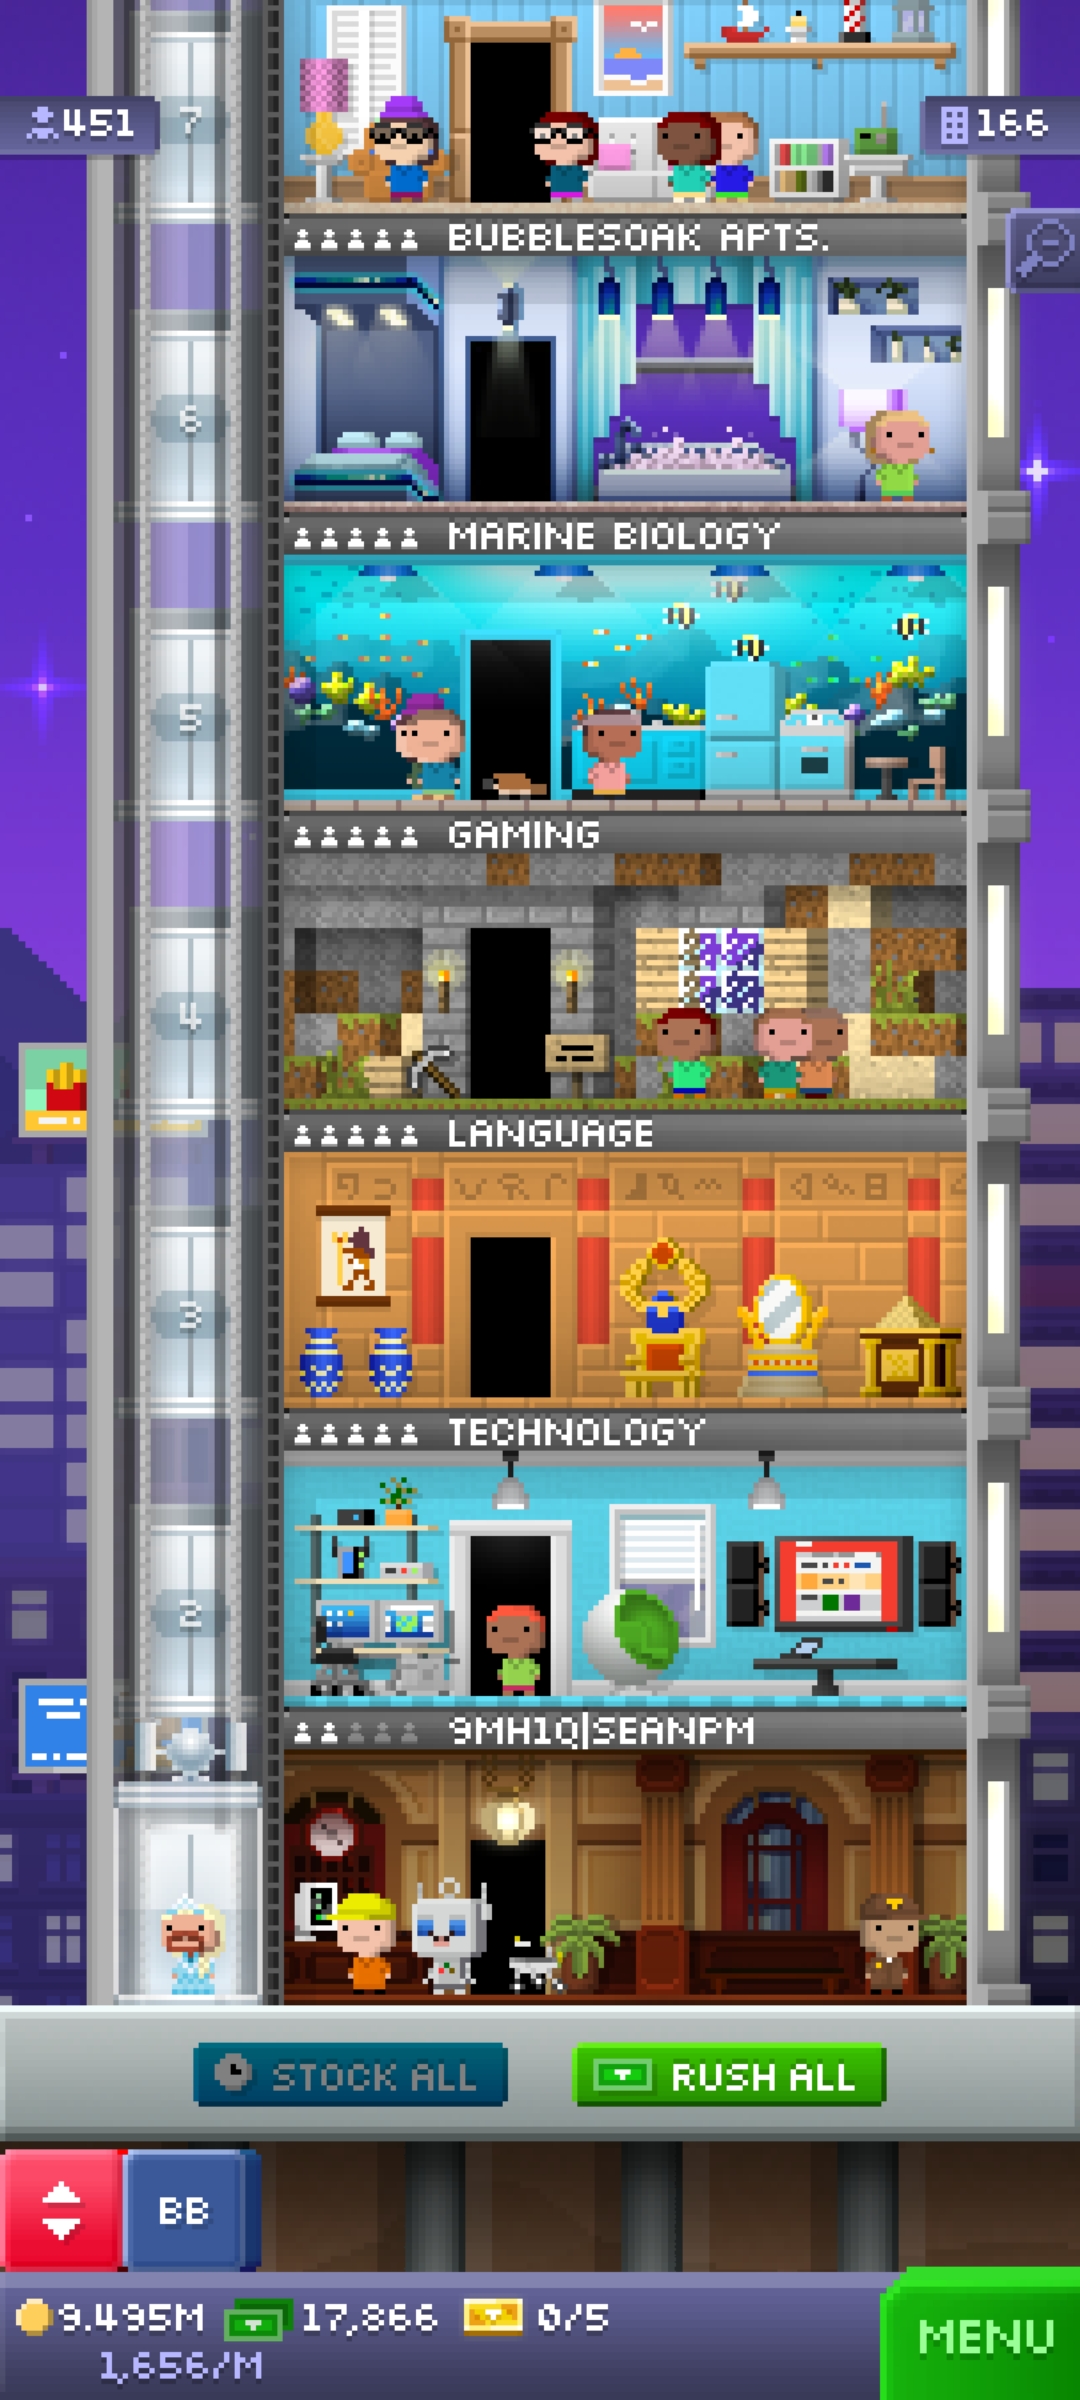 7
451
166
BUBBLESOAK APTS.
6
MARINE BIOLOGY
5
GAMING
4
LANGUAGE
3
TECHNOLOGY
2
9MH1Q|SEANPM
STOCK ALL
RUSH ALL
BB
9.495M 17,866 0/5
1,656/M
MENU